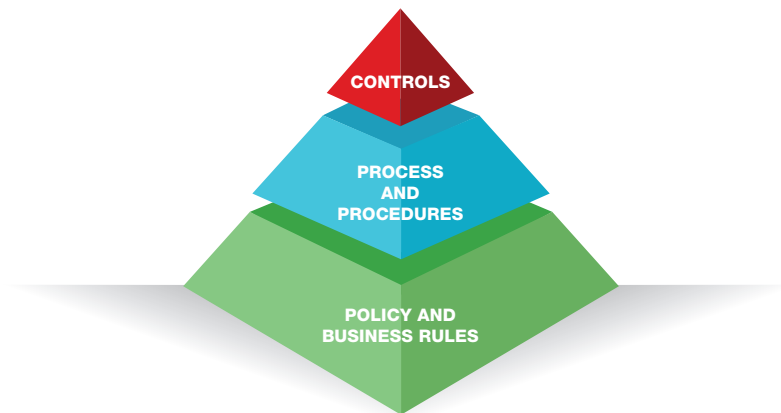 CONTROLS
PROCESS
AND
PROCEDURES
POLICY AND
BUSINESS RULES